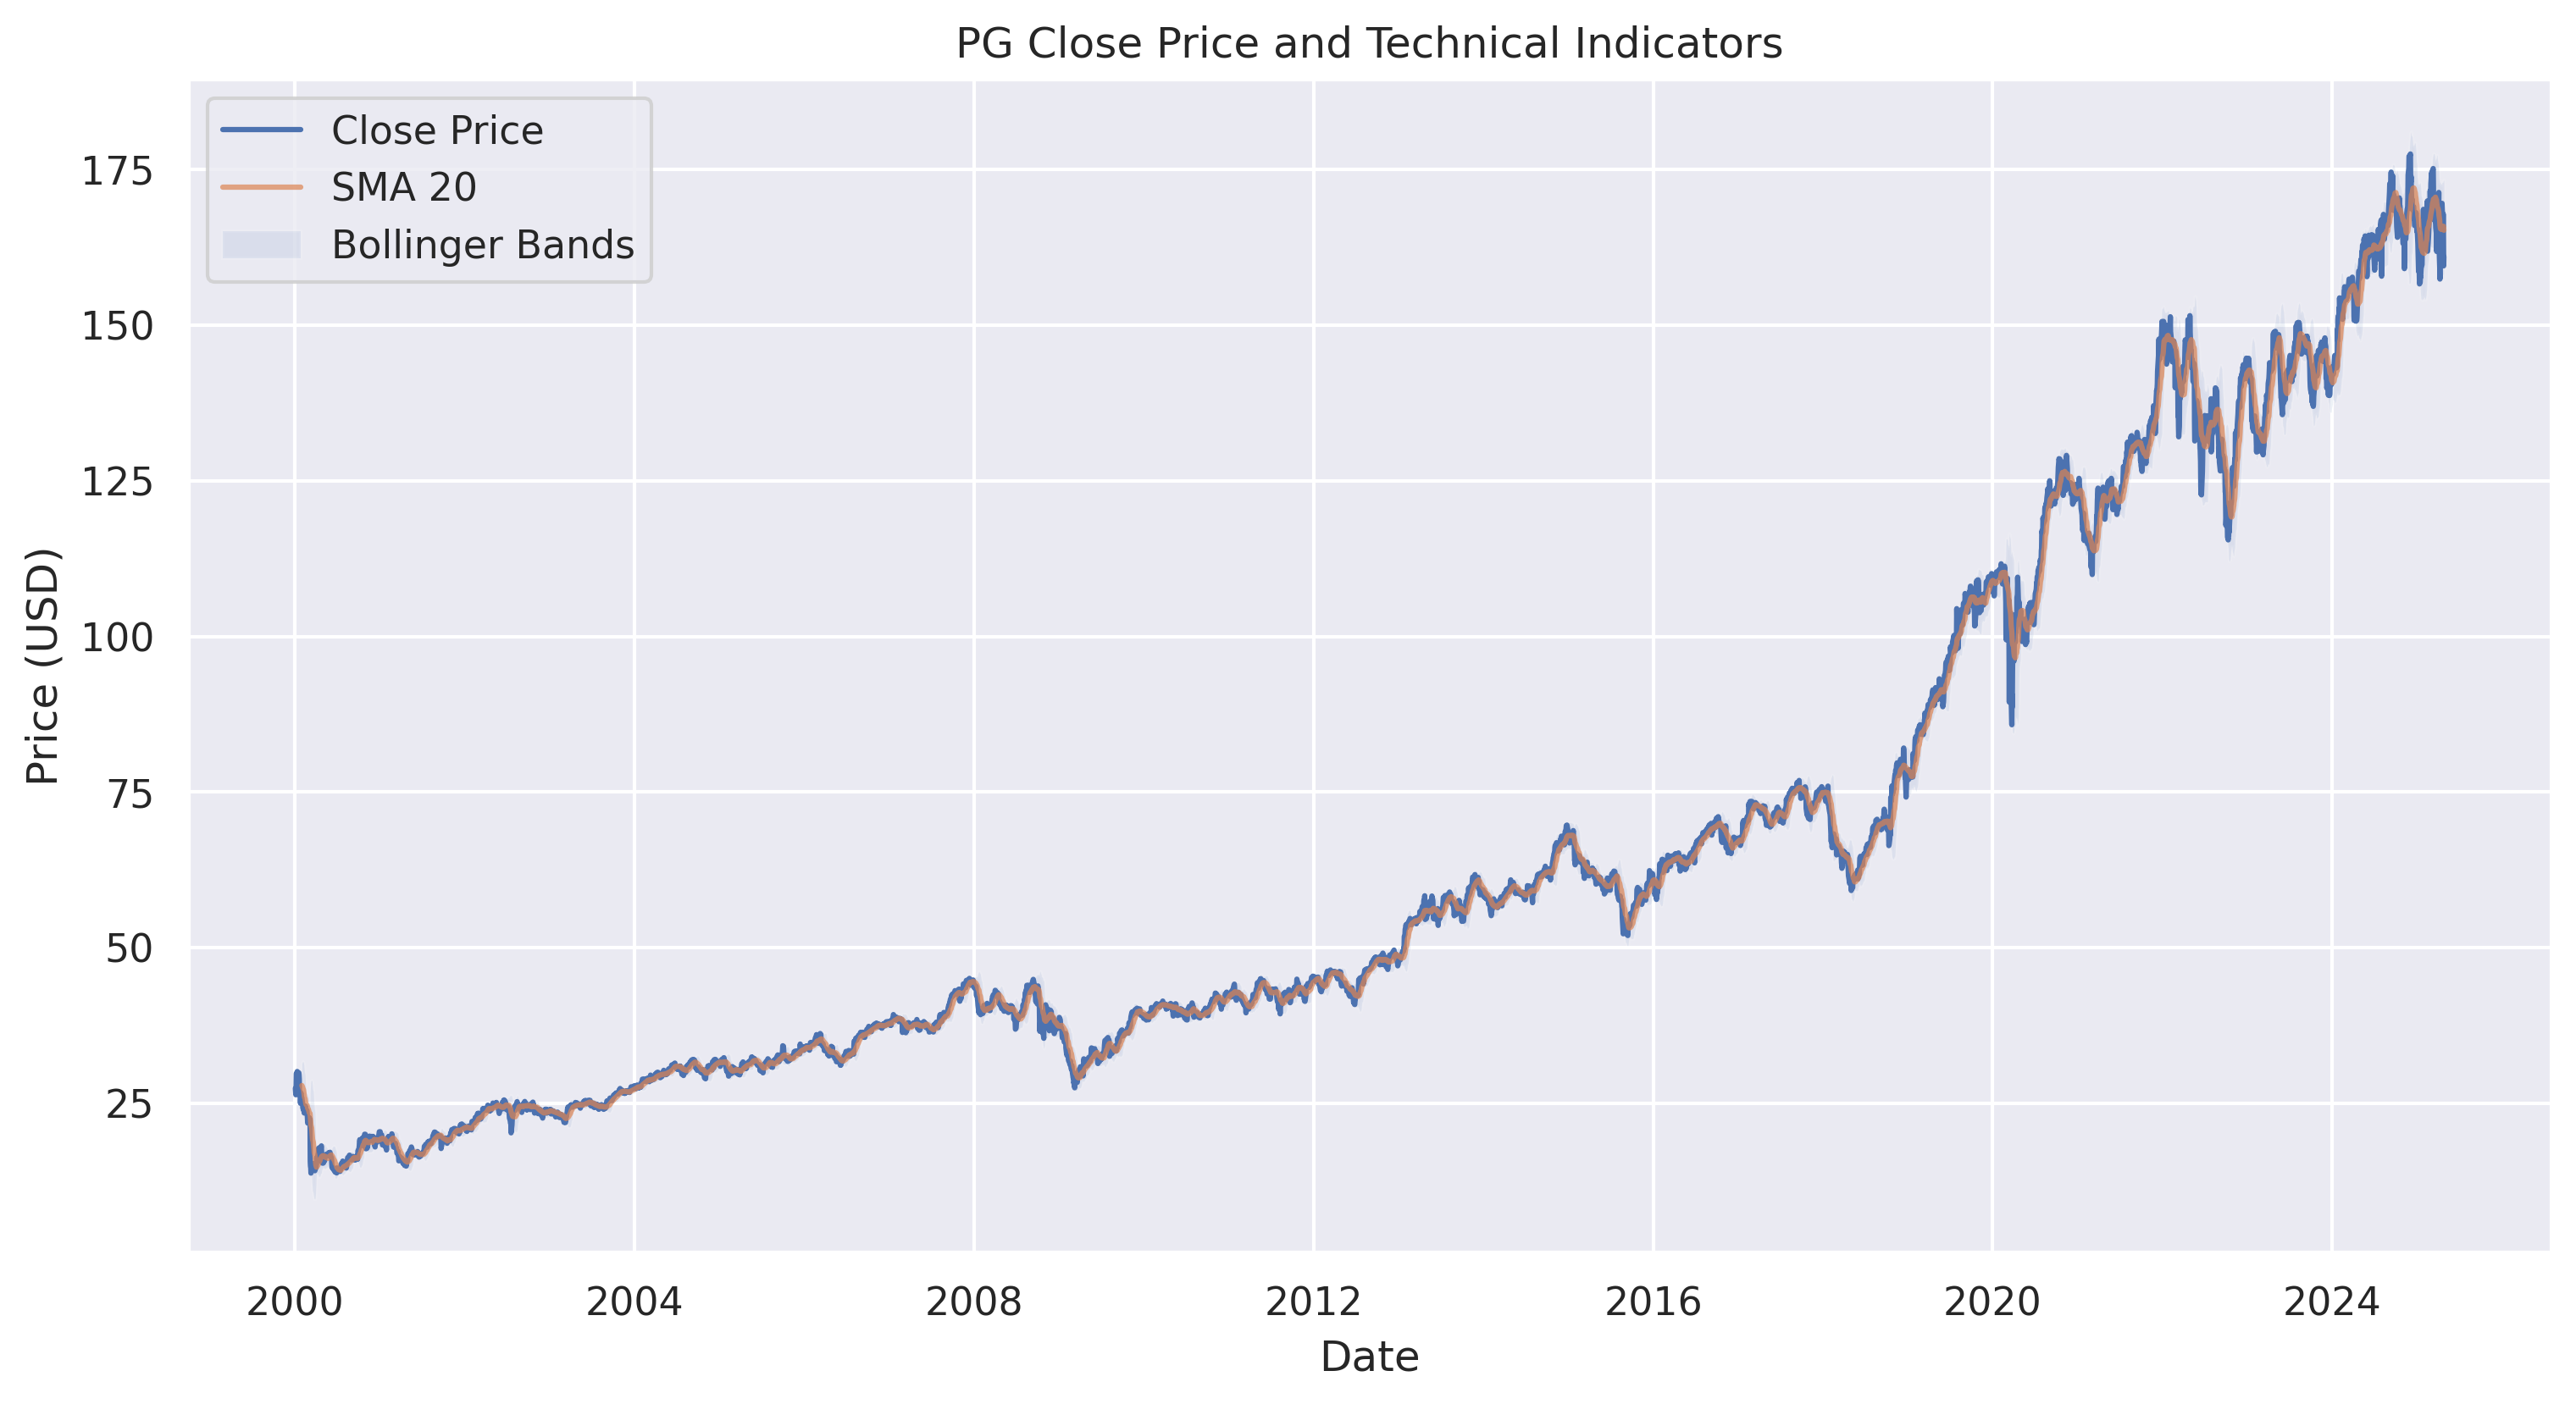 PG Close Price and Technical Indicators
Close Price
SMA 20
Bollinger Bands
Price (USD)
175
150
125
100
75
50
25
2000 2004 2008 2012 2016 2020 2024
Date